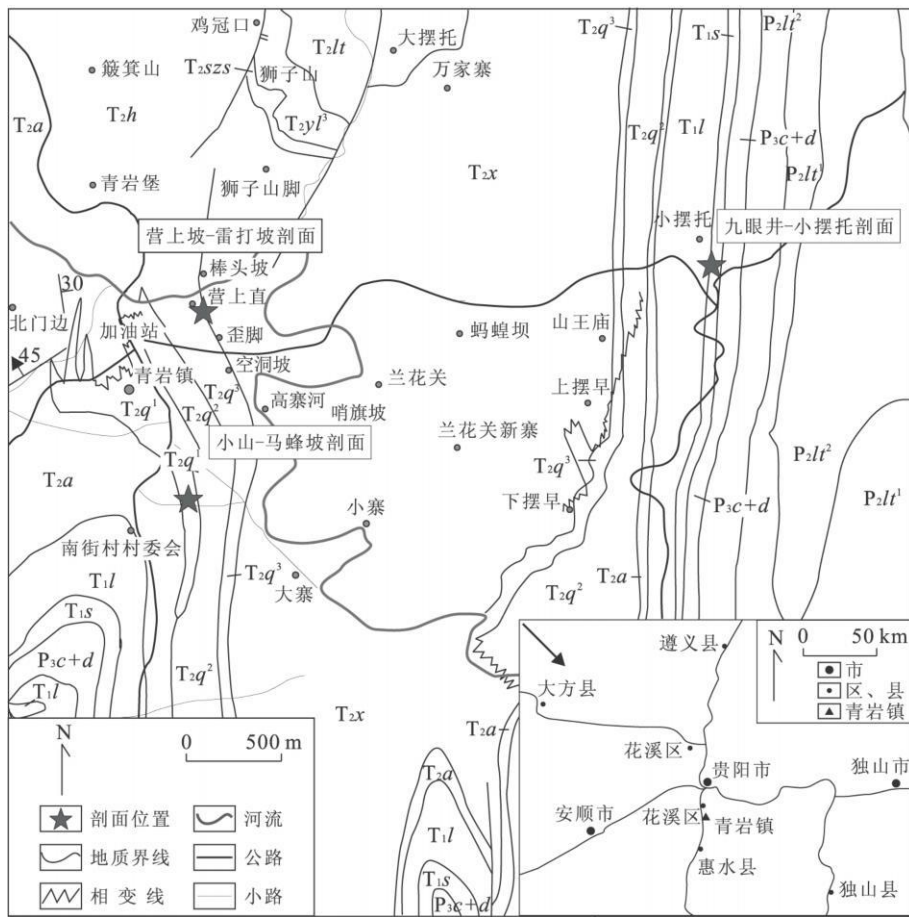 鸡冠口
T₂lt
大摆托
T₂q³
T₁s
P₂lt²
簸箕山
T₂szs
狮子山
万家寨
T₂a
T₂h
T₂yl³
T₂q²
T₁l
P₃c+d
青岩堡
狮子山脚
T₂x
P₂lt¹
小摆托
九眼井-小摆托剖面
营上坡-雷打坡剖面
棒头坡
30
营上直
北门边
加油站
歪脚
蚂蝗坝
山王庙
45
空洞坡
青岩镇
兰花关
上摆早
T₂q¹
T₂q²
T₂q³
高寨河
哨旗坡
小山-马蜂坡剖面
兰花关新寨
T₂q¹
T₂q³
P₂lt²
T₂a
P₂lt¹
小寨
下摆早
P₃c+d
南街村村委会
T₂q³
大寨
T₂a
T₁l
T₂q²
T₁s
P₃c+d
T₁l
T₂q²
T₂x
T₂a
T₂a
T₁l
T₁s
P₃c+d
N
0 500 m
剖面位置
河流
地质界线
公路
相变线
小路
N
0 50 km
市
区、县
青岩镇
遵义县
大方县
花溪区
贵阳市
独山市
安顺市
花溪区
青岩镇
惠水县
独山县